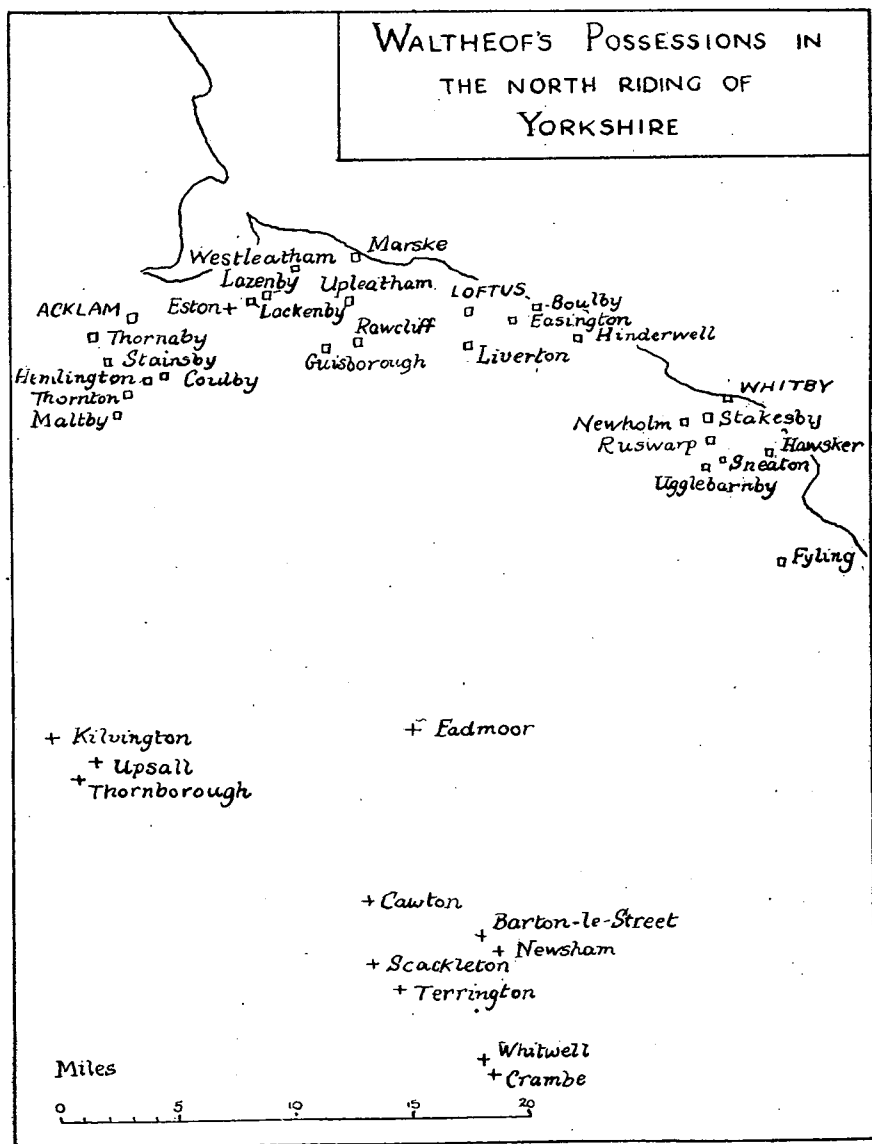 WALTHEOF'S POSSESSIONS IN
THE NORTH RIDING OF
YORKSHIRE
Marske
Westleatham
Lazenby
Upleatham
Eston
Lackenby
LOFTUS
Boulby
Easington
ACKLAM
Thornaby
Rawcliff
Hinderwell
Stainsby
Guisborough
Liverton
Hemlington
Coulby
Thornton
Maltby
WHITBY
Newholm
Stakesby
Ruswarp
Hawsker
Sneaton
Ugglebarnby
Fyling
Kilvington
Eadmoor
Upsall
Thornborough
Cawton
Barton-le-Street
Newsham
Scackleton
Terrington
Whitwell
Miles
Crambe
0 5 10 15 20